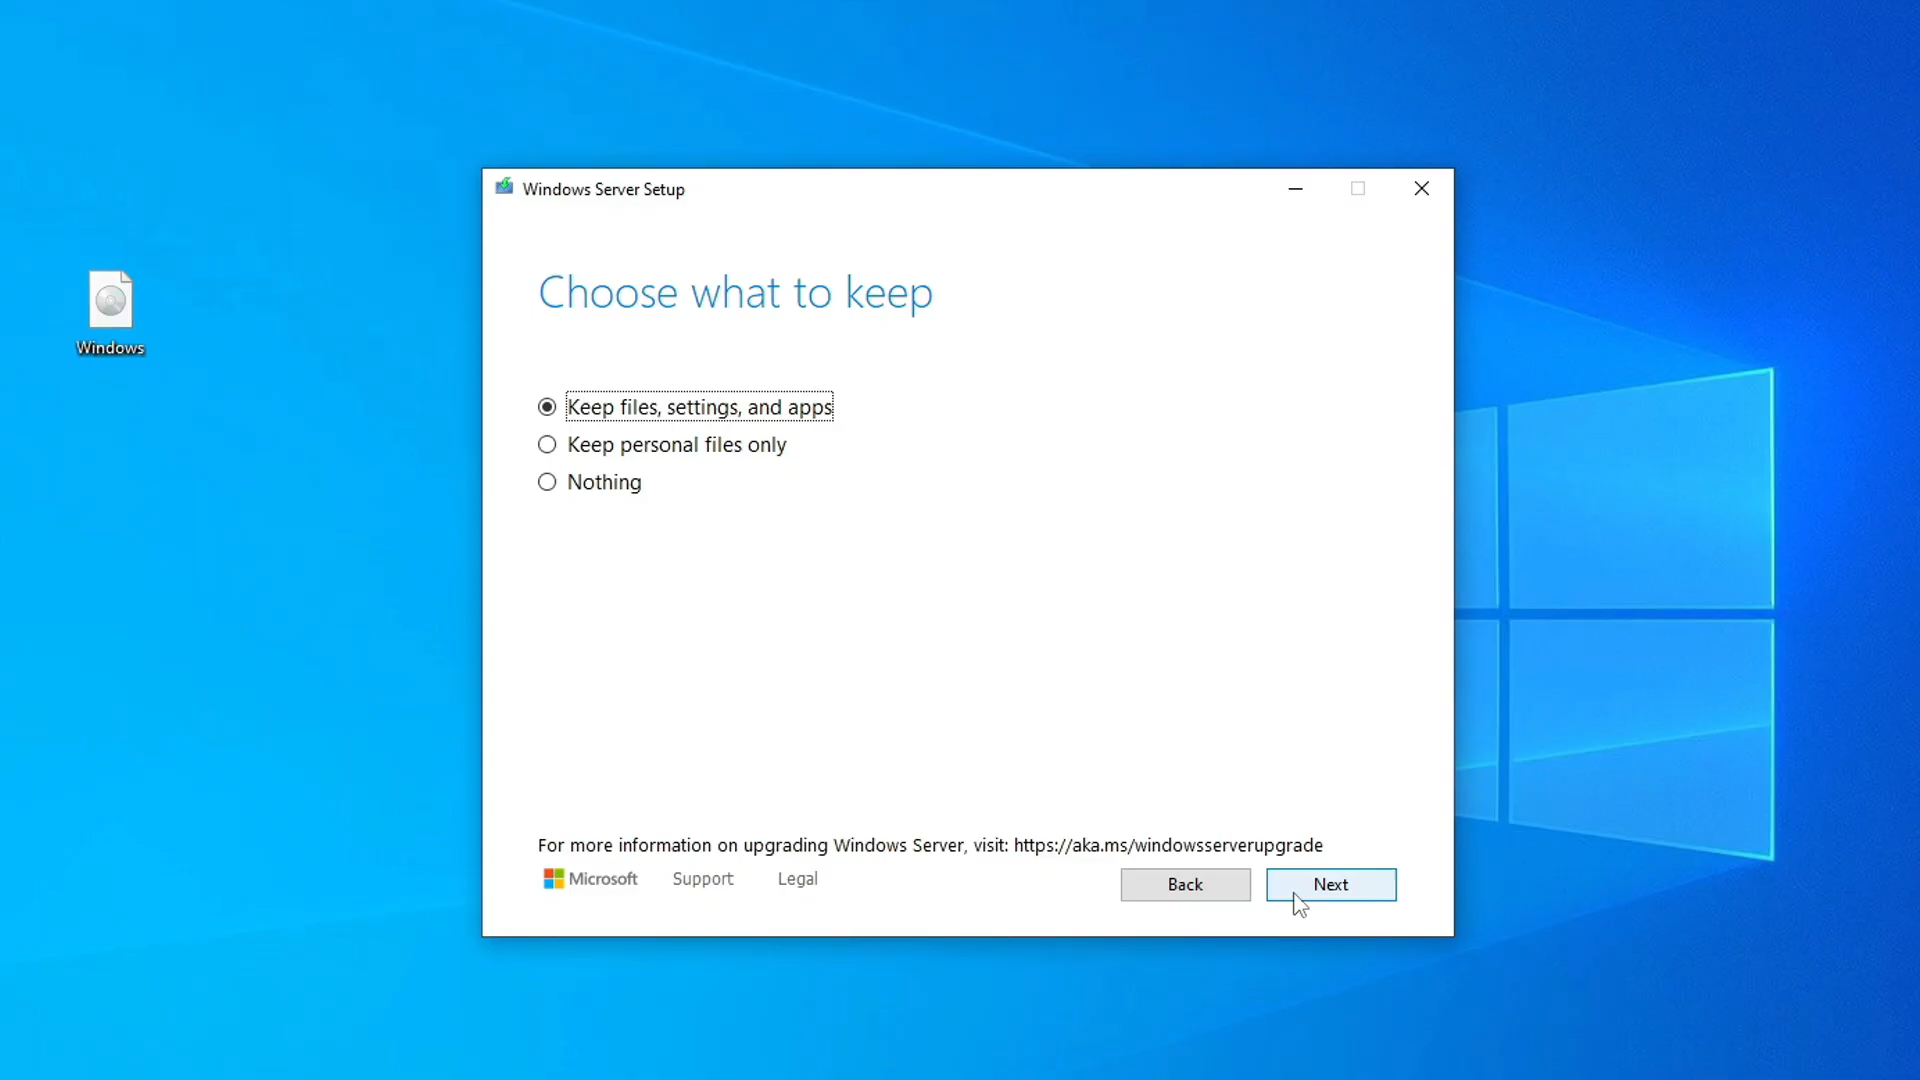 Windows Server Setup
Windows
Choose what to keep
Keep files, settings, and apps
Keep personal files only
Nothing
For more information on upgrading Windows Server, visit: https://aka.ms/windowsserverupgrade
Microsoft Support Legal
Back Next